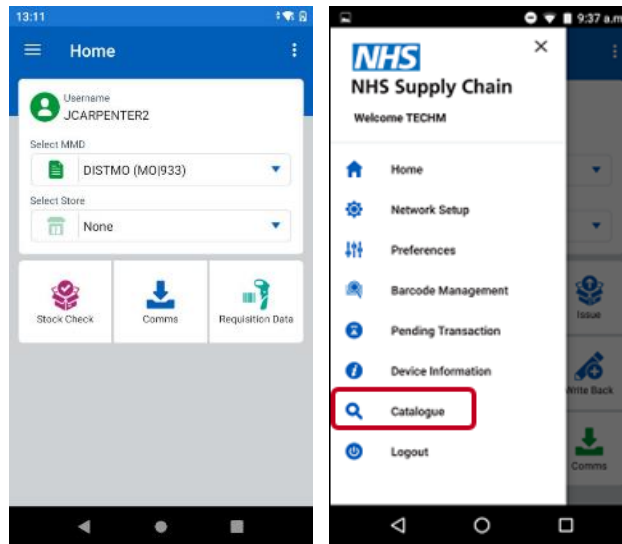 13:11
Home
Username
JCARPENTER2
Select MMD
DISTMO (MO|933)
Select Store
None
Stock Check
Comms
Requisition Data
9:37 a.m
NHS
NHS Supply Chain
Welcome TECHM
Home
Network Setup
Preferences
Barcode Management
Pending Transaction
Device Information
Catalogue
Logout
Issue
Write Back
Comms